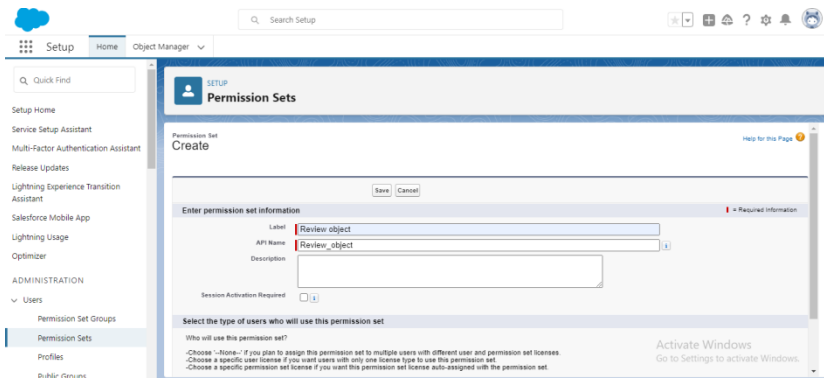 Search Setup
Setup
Home
Object Manager
Quick Find
Setup Home
Service Setup Assistant
Multi-Factor Authentication Assistant
Release Updates
Lightning Experience Transition
Assistant
Salesforce Mobile App
Lightning Usage
Optimizer
ADMINISTRATION
Users
Permission Set Groups
Permission Sets
Profiles
Public Groups
SETUP
Permission Sets
Permission Set
Create
Help for this Page
Save Cancel
Enter permission set information
= Required Information
Label Review object
API Name Review_object
Description
Session Activation Required
Select the type of users who will use this permission set
Who will use this permission set?
-Choose '--None--' if you plan to assign this permission set to multiple users with different user and permission set licenses.
-Choose a specific user license if you want users with only one license type to use this permission set.
-Choose a specific permission set license if you want this permission set license auto-assigned with the permission set.
Activate Windows
Go to Settings to activate Windows.